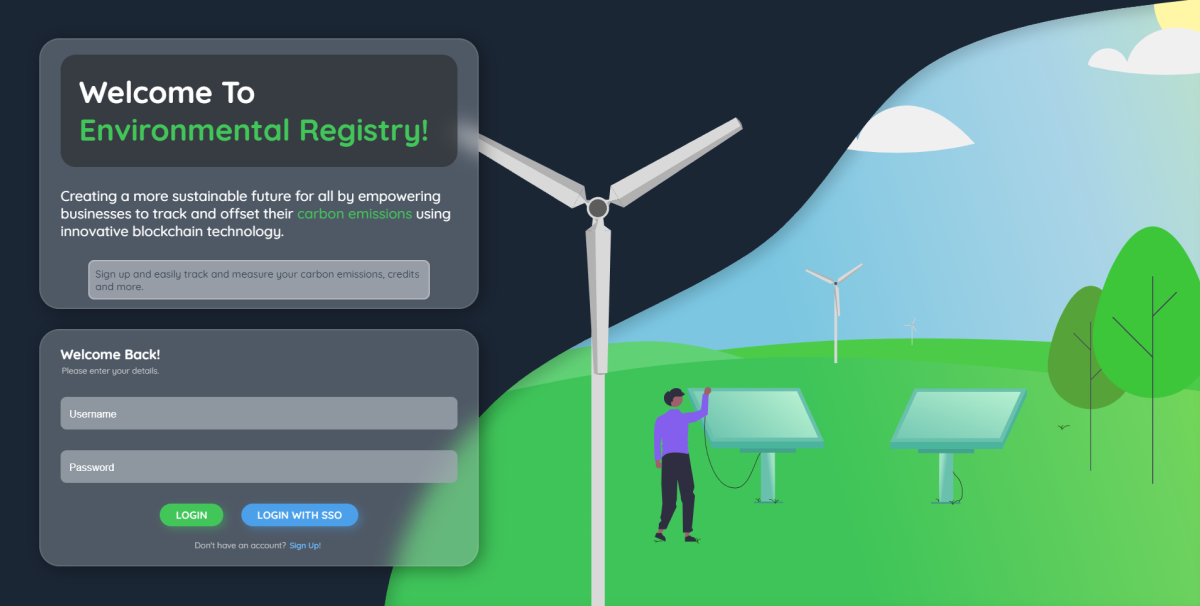 Welcome To
Environmental Registry!
Creating a more sustainable future for all by empowering
businesses to track and offset their carbon emissions using
innovative blockchain technology.
Sign up and easily track and measure your carbon emissions, credits
and more.
Welcome Back!
Please enter your details.
Username
Password
LOGIN LOGIN WITH SSO
Don't have an account? Sign Up!